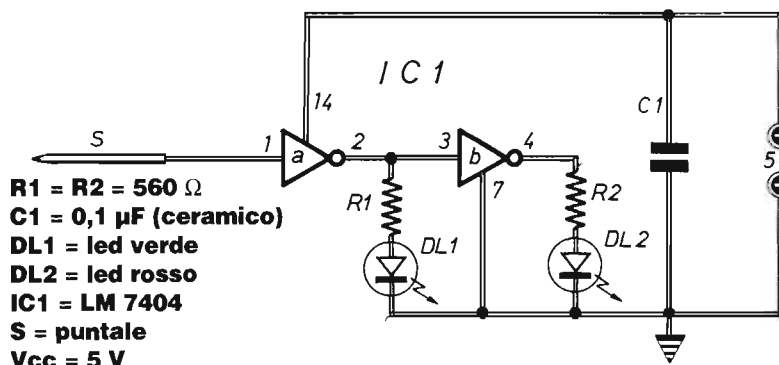 IC1
14
C1
S
1
a
2
3
b
4
7
5
R1
R2
DL1
DL2
R1 = R2 = 560 Ω
C1 = 0,1 µF (ceramico)
DL1 = led verde
DL2 = led rosso
IC1 = LM 7404
S = puntale
Vcc = 5 V